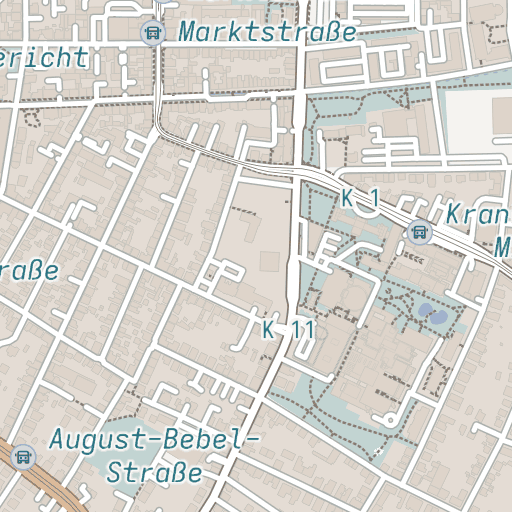 Marktstraße
ericht
K 1
Kran
M
raße
K 11
August-Bebel-
Straße